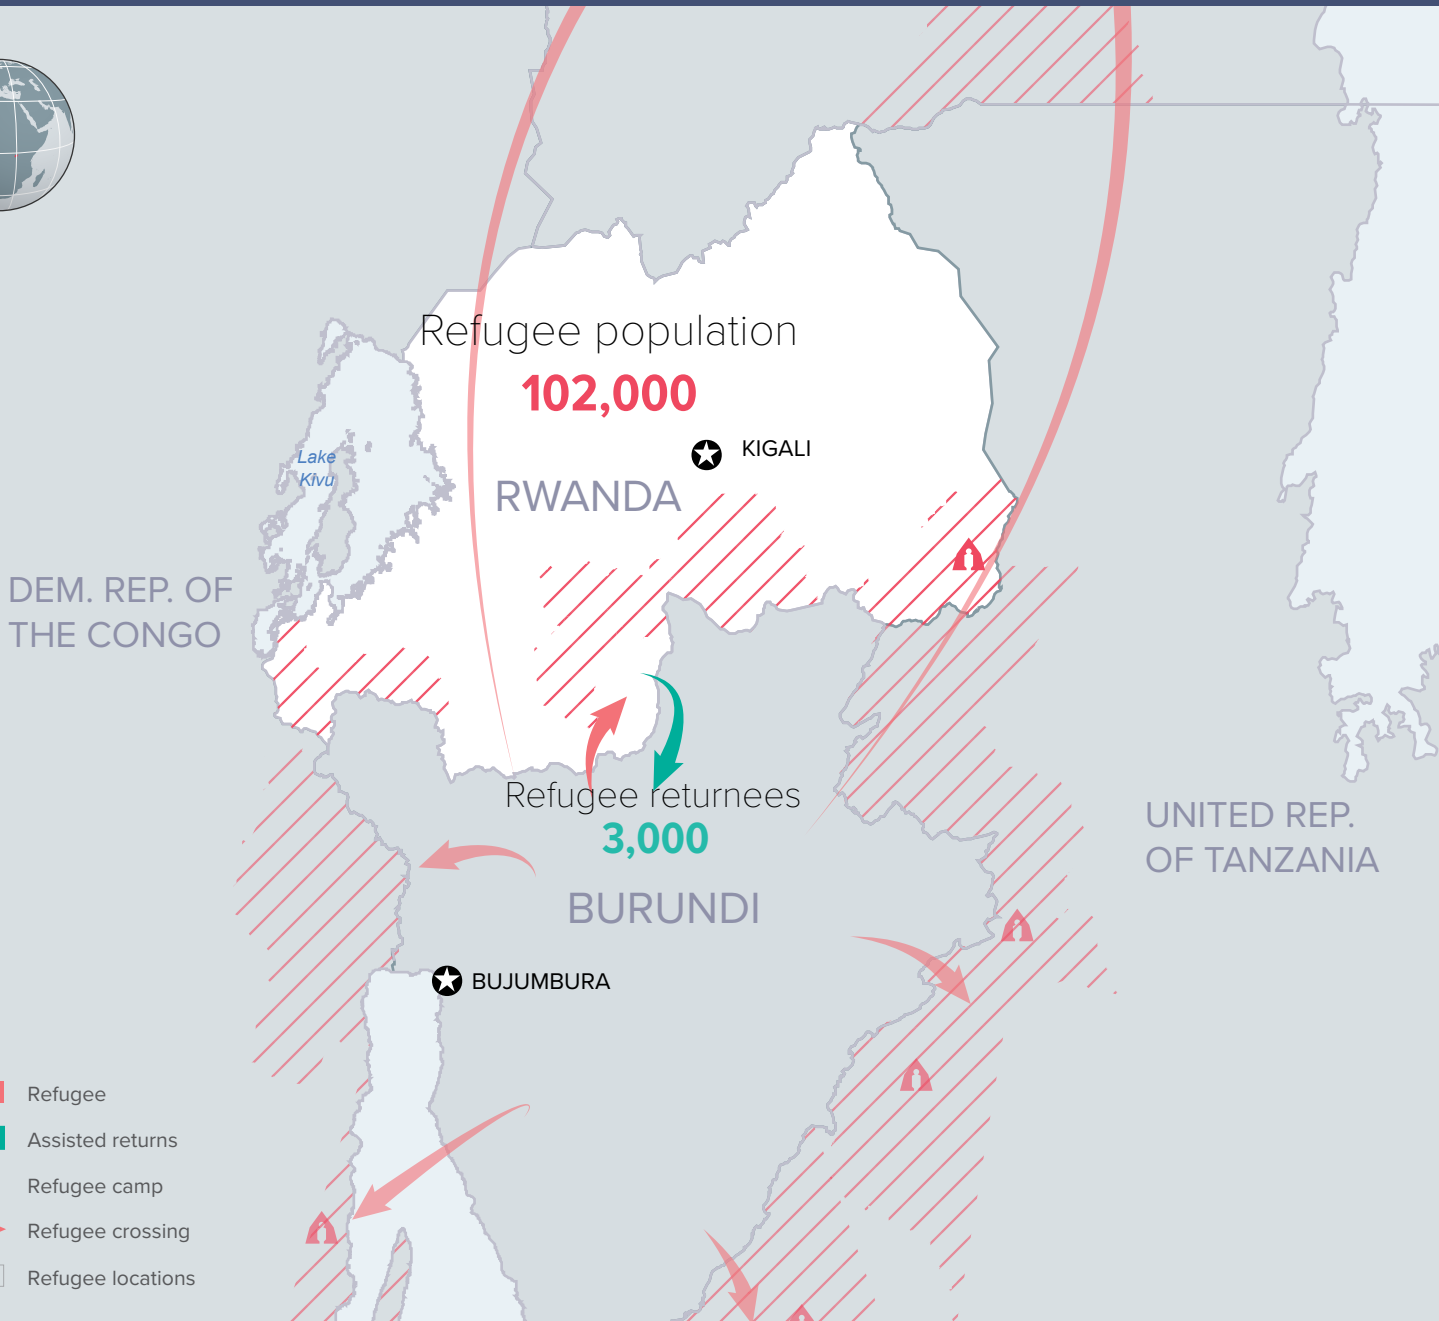 Refugee population
102,000
KIGALI
Lake
Kivu
RWANDA
DEM. REP. OF
THE CONGO
Refugee returnees
3,000
UNITED REP.
OF TANZANIA
BURUNDI
BUJUMBURA
Refugee
Assisted returns
Refugee camp
Refugee crossing
Refugee locations